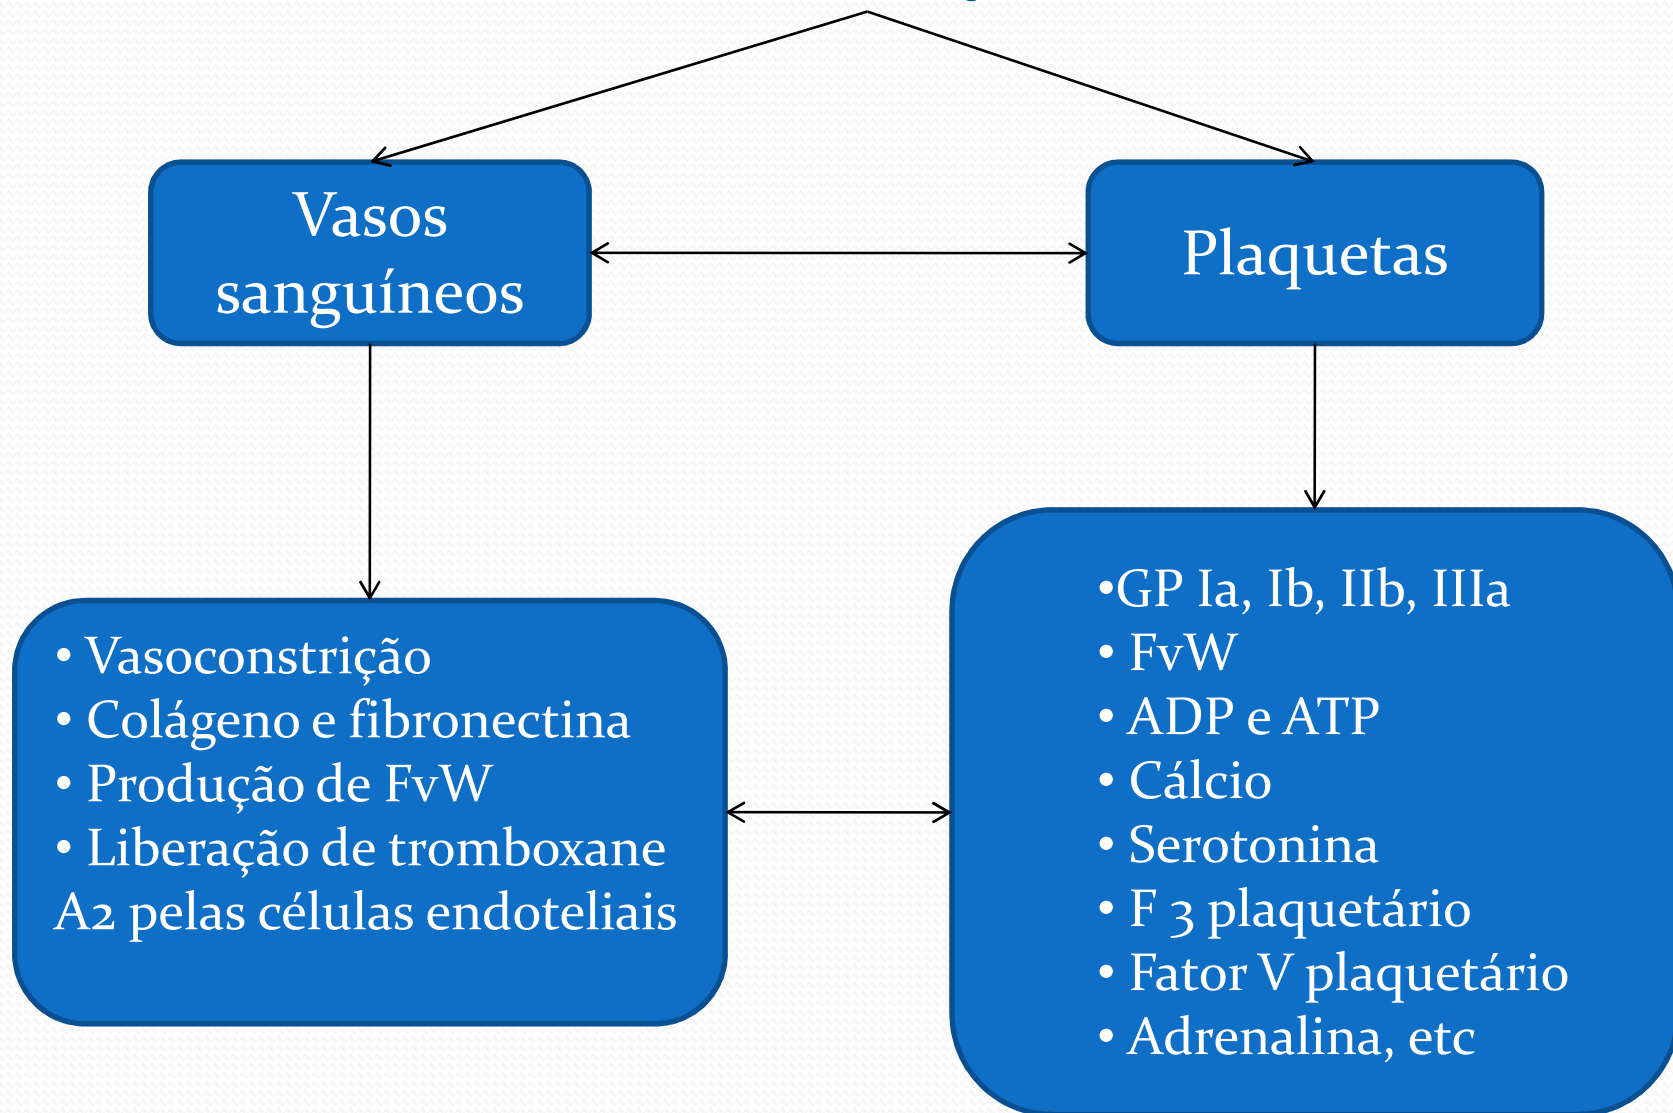 Vasos
sanguíneos
Plaquetas
• Vasoconstrição
• Colágeno e fibronectina
• Produção de FvW
• Liberação de tromboxane
A2 pelas células endoteliais
•GP Ia, Ib, IIb, IIIa
• FvW
• ADP e ATP
• Cálcio
• Serotonina
• F 3 plaquetário
• Fator V plaquetário
• Adrenalina, etc